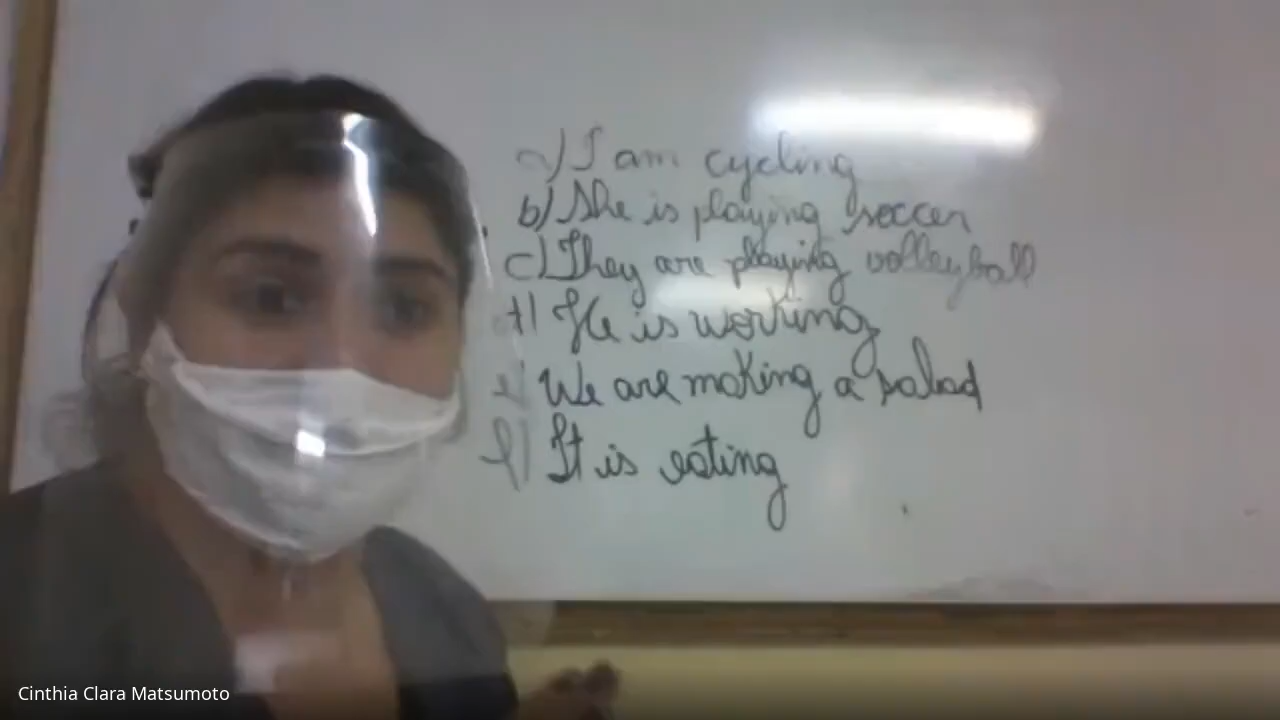 a) I am cycling
b) She is playing soccer
c) They are playing volleyball
d) He is working
e) We are making a salad
f) It is eating
Cinthia Clara Matsumoto